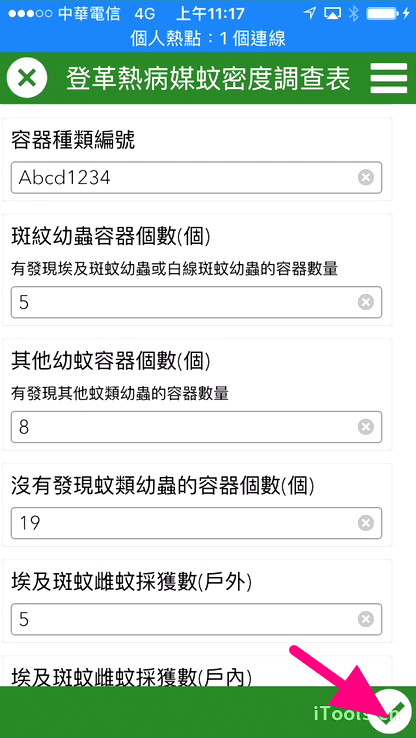 中華電信 4G 上午11:17
個人熱點：1 個連線
登革熱病媒蚊密度調查表
容器種類編號
Abcd1234
斑紋幼蟲容器個數(個)
有發現埃及斑蚊幼蟲或白線斑蚊幼蟲的容器數量
5
其他幼蚊容器個數(個)
有發現其他蚊類幼蟲的容器數量
8
沒有發現蚊類幼蟲的容器個數(個)
19
埃及斑蚊雌蚊採獲數(戶外)
5
埃及斑蚊雌蚊採獲數(戶內)
iTools